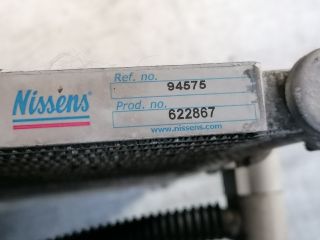 Ref. no. 94575
Nissens®
Prod. no. 622867
www.nissens.com